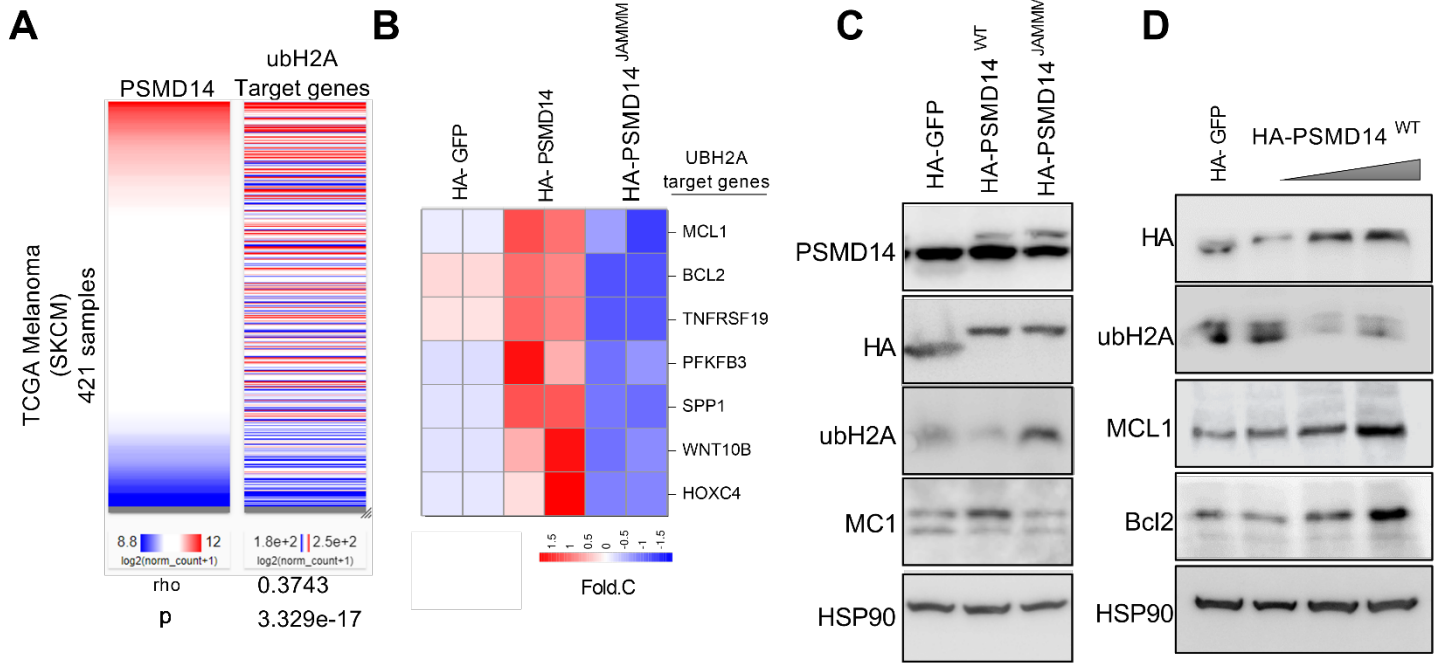 A
PSMD14
ubH2A
Target genes
TCGA Melanoma
(SKCM)
421 samples
8.8
12
log2(norm_count+1)
1.8e+2
2.5e+2
log2(norm_count+1)
rho
0.3743
p
3.329e-17
B
HA- GFP
HA- PSMD14
HA-PSMD14 JAMMM
UBH2A
target genes
MCL1
BCL2
TNFRSF19
PFKFB3
SPP1
WNT10B
HOXC4
1.5
1
0.5
0
-0.5
-1
-1.5
Fold.C
C
HA-GFP
HA-PSMD14 WT
HA-PSMD14 JAMMM
PSMD14
HA
ubH2A
MC1
HSP90
D
HA- GFP
HA-PSMD14 WT
HA
ubH2A
MCL1
Bcl2
HSP90